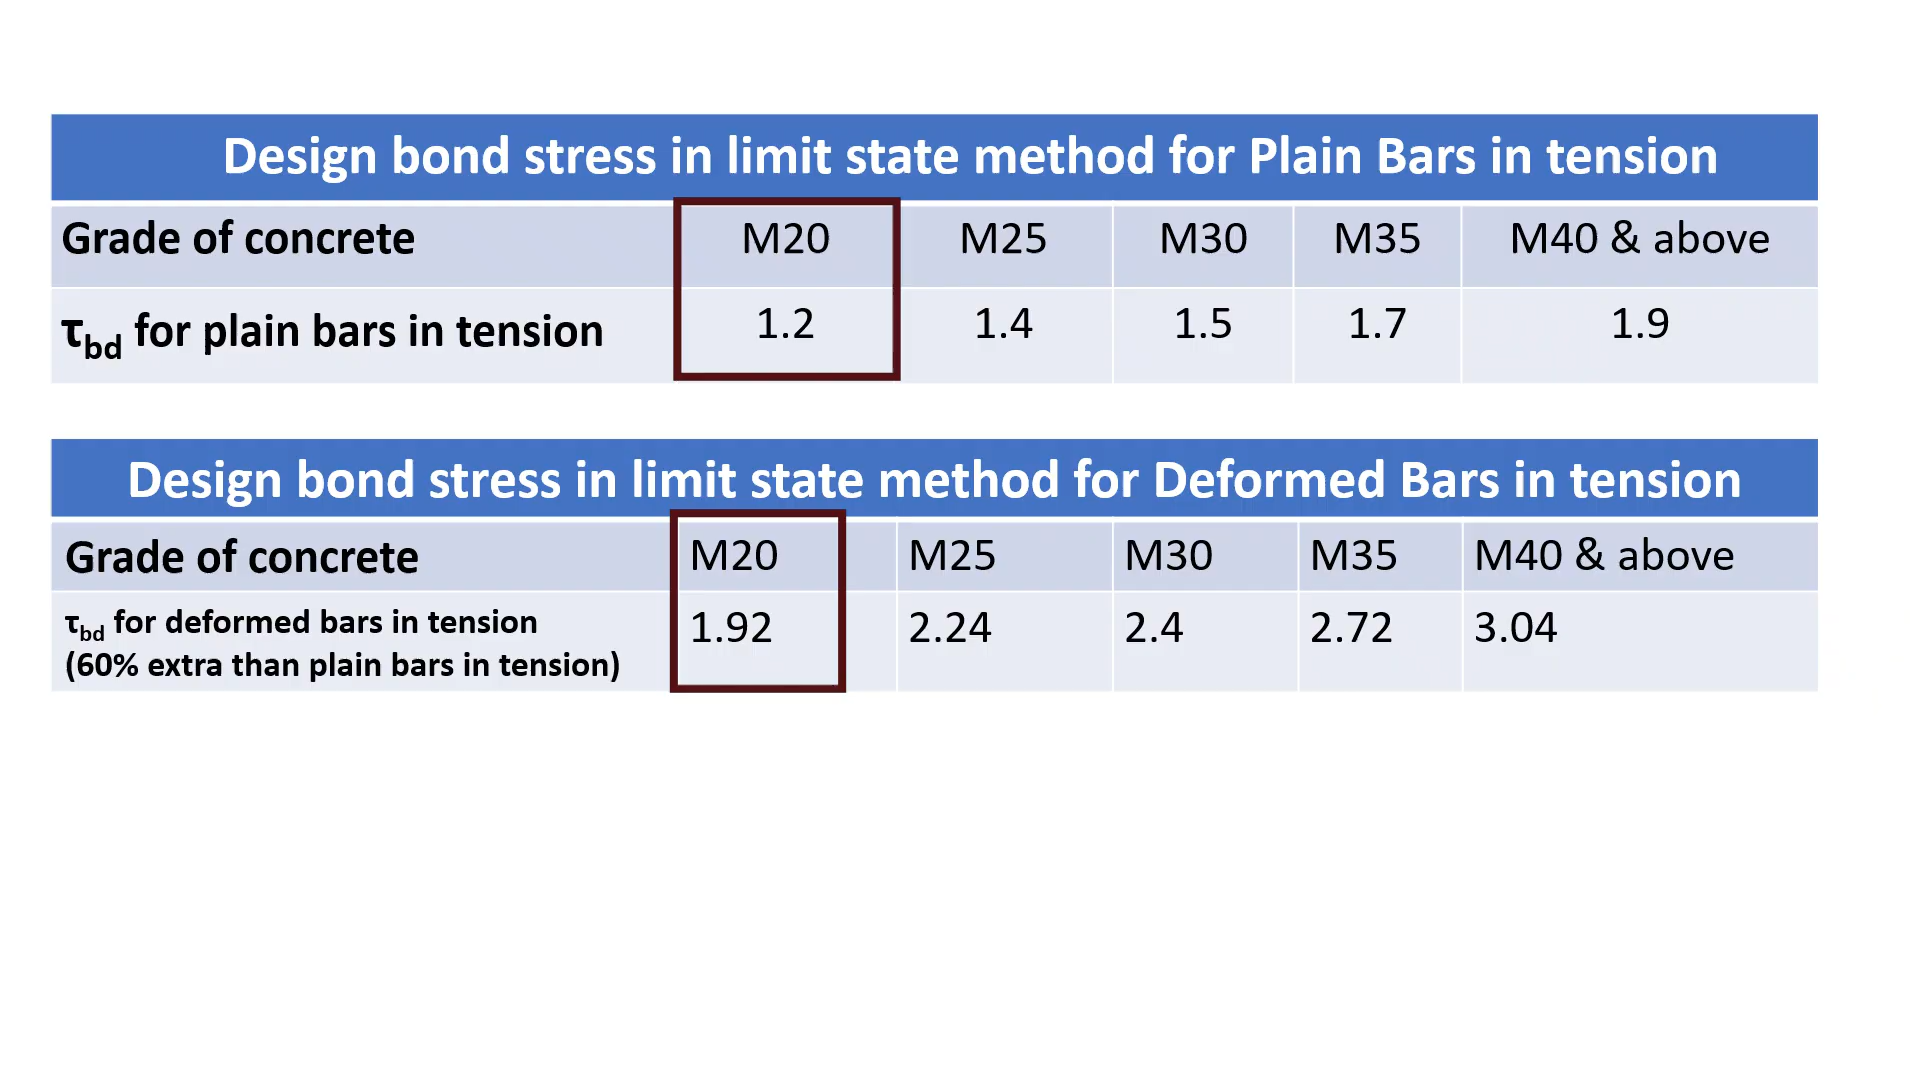 Design bond stress in limit state method for Plain Bars in tension
Grade of concrete M20 M25 M30 M35 M40 & above
τbd for plain bars in tension 1.2 1.4 1.5 1.7 1.9
Design bond stress in limit state method for Deformed Bars in tension
Grade of concrete M20 M25 M30 M35 M40 & above
τbd for deformed bars in tension 1.92 2.24 2.4 2.72 3.04
(60% extra than plain bars in tension)